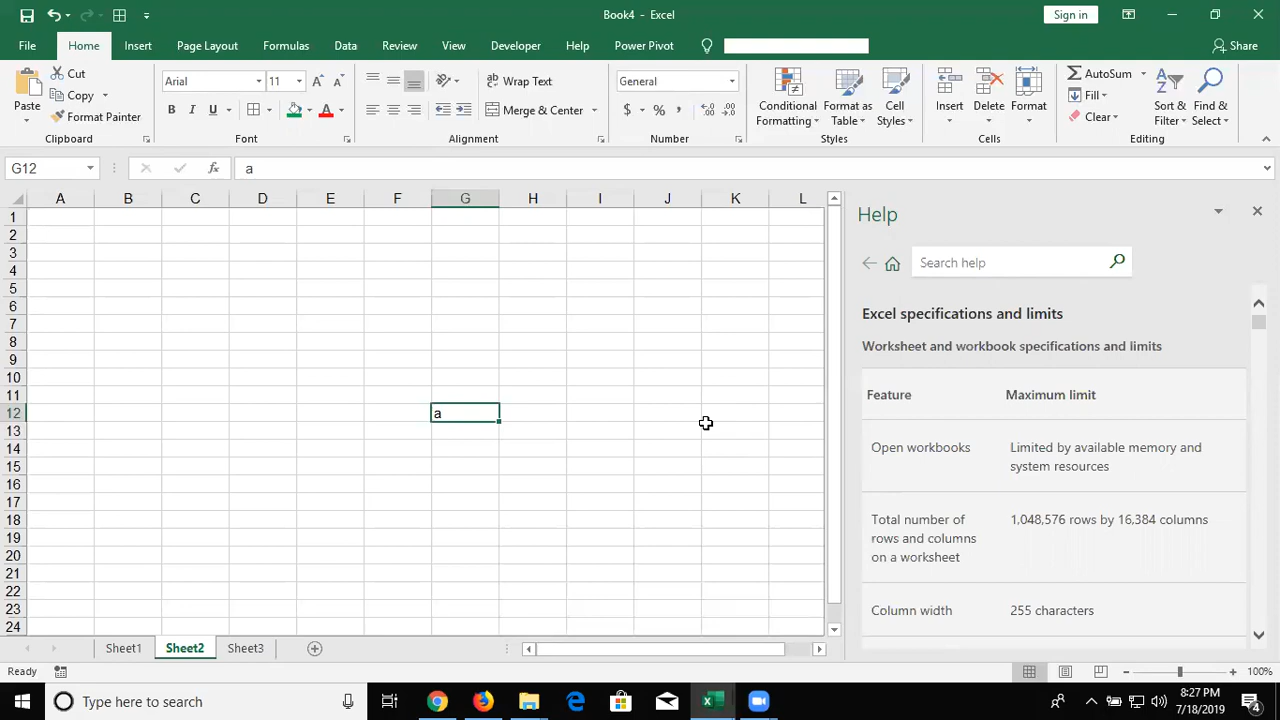 Book4 - Excel
Sign in
File Home Insert Page Layout Formulas Data Review View Developer Help Power Pivot Share
Paste
Cut
Copy
Format Painter
Clipboard
Arial 11
B I U
Font
Wrap Text
Merge & Center
Alignment
General
$ %
Number
Conditional Formatting
Format as Table
Cell Styles
Styles
Insert Delete Format
Cells
AutoSum
Fill
Clear
Sort & Filter
Find & Select
Editing
G12 fx a
A B C D E F G H I J K L
1
2
3
4
5
6
7
8
9
10
11
12 a
13
14
15
16
17
18
19
20
21
22
23
24
Help
Search help
Excel specifications and limits
Worksheet and workbook specifications and limits
Feature Maximum limit
Open workbooks Limited by available memory and
system resources
Total number of 1,048,576 rows by 16,384 columns
rows and columns
on a worksheet
Column width 255 characters
Sheet1 Sheet2 Sheet3
Ready 100%
Type here to search
8:27 PM
7/18/2019
4